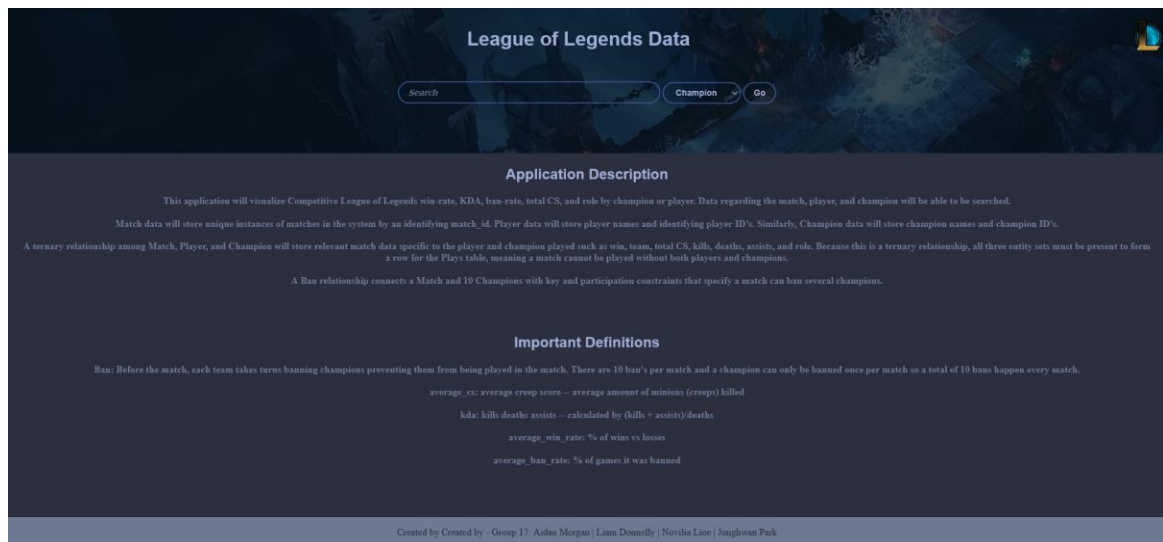 League of Legends Data
Search
Champion
Go
Application Description
This application will visualize Competitive League of Legends win-rate, KDA, ban-rate, total CS, and role by champion or player. Data regarding the match, player, and champion will be able to be searched.
Match data will store unique instances of matches in the system by an identifying match_id. Player data will store player names and identifying player ID's. Similarly, Champion data will store champion names and champion ID's.
A ternary relationship among Match, Player, and Champion will store relevant match data specific to the player and champion played such as win, team, total CS, kills, deaths, assists, and role. Because this is a ternary relationship, all three entity sets must be present to form
a row for the Plays table, meaning a match cannot be played without both players and champions.
A Ban relationship connects a Match and 10 Champions with key and participation constraints that specify a match can ban several champions.
Important Definitions
Ban: Before the match, each team takes turns banning champions preventing them from being played in the match. There are 10 ban's per match and a champion can only be banned once per match so a total of 10 bans happen every match.
average_cs: average creep score -- average amount of minions (creeps) killed
kda: kills deaths assists -- calculated by (kills + assists)/deaths
average_win_rate: % of wins vs losses
average_ban_rate: % of games it was banned
Created by Created by - Group 17: Aidan Morgan | Liam Donnelly | Novilia Lioe | Junghwan Park